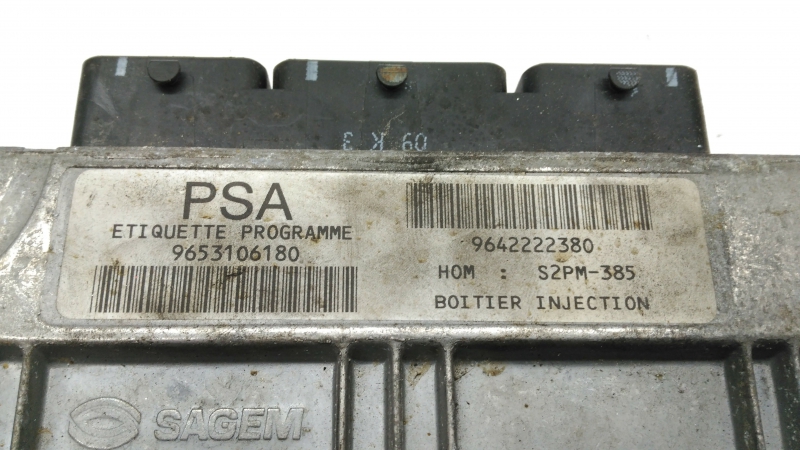 09 K 3
PSA
ETIQUETTE PROGRAMME
9653106180
9642222380
HOM : S2PM-385
BOITIER INJECTION
SAGEM